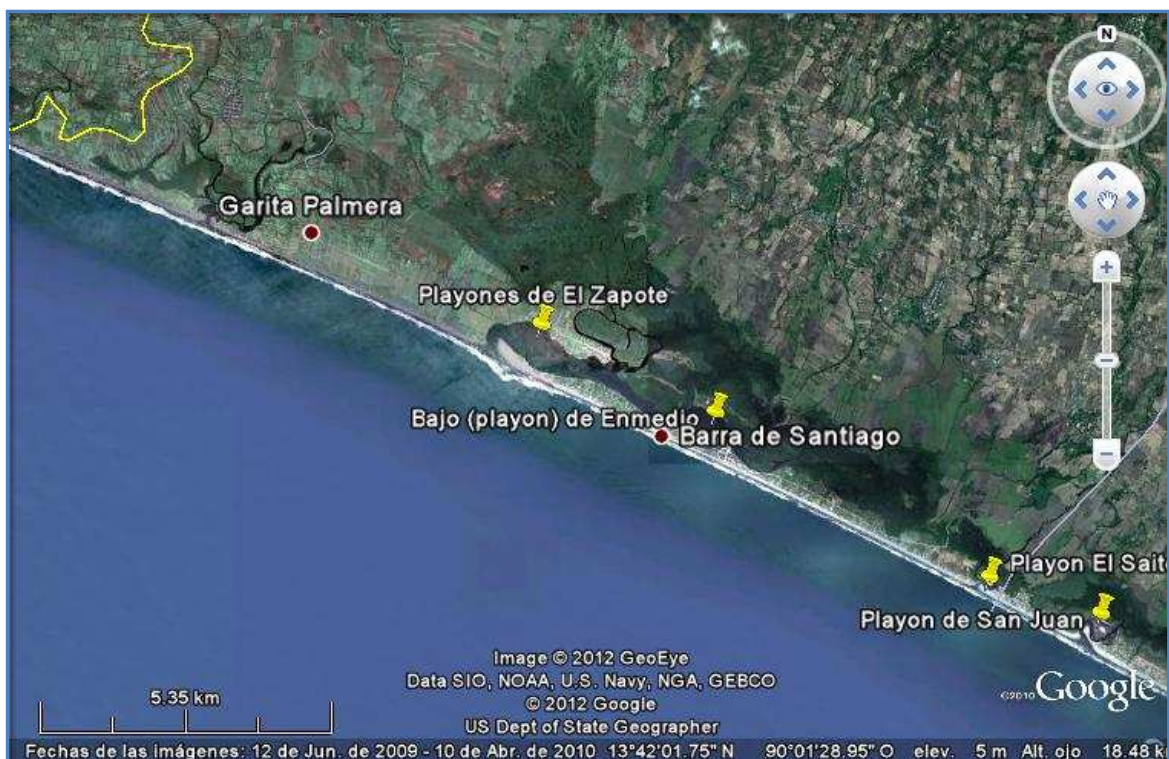 N
Garita Palmera
Playones de El Zapote
Bajo (playon) de Enmedio
Barra de Santiago
Playon El Saito
Playon de San Juan
Image © 2012 GeoEye
Data SIO, NOAA, U.S. Navy, NGA, GEBCO
© 2012 Google
US Dept of State Geographer
5.35 km
©2010 Google
Fechas de las imágenes: 12 de Jun. de 2009 - 10 de Abr. de 2010 13°42'01.75" N 90°01'28.95" O elev. 5 m Alt. ojo 18.48 k